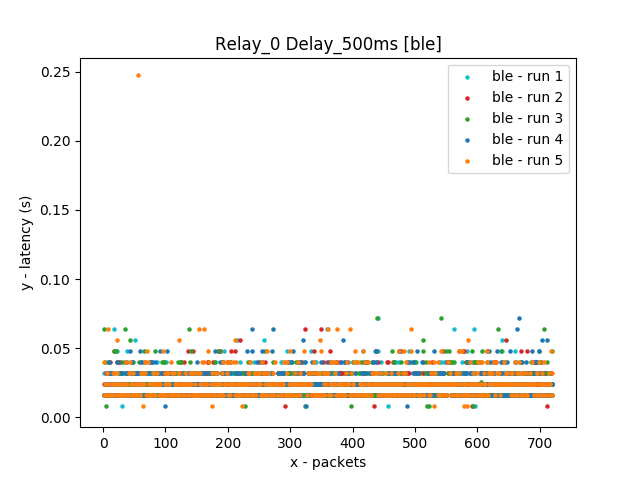 Relay_0 Delay_500ms [ble]
y - latency (s)
0.25
0.20
0.15
0.10
0.05
0.00
ble - run 1
ble - run 2
ble - run 3
ble - run 4
ble - run 5
0 100 200 300 400 500 600 700
x - packets